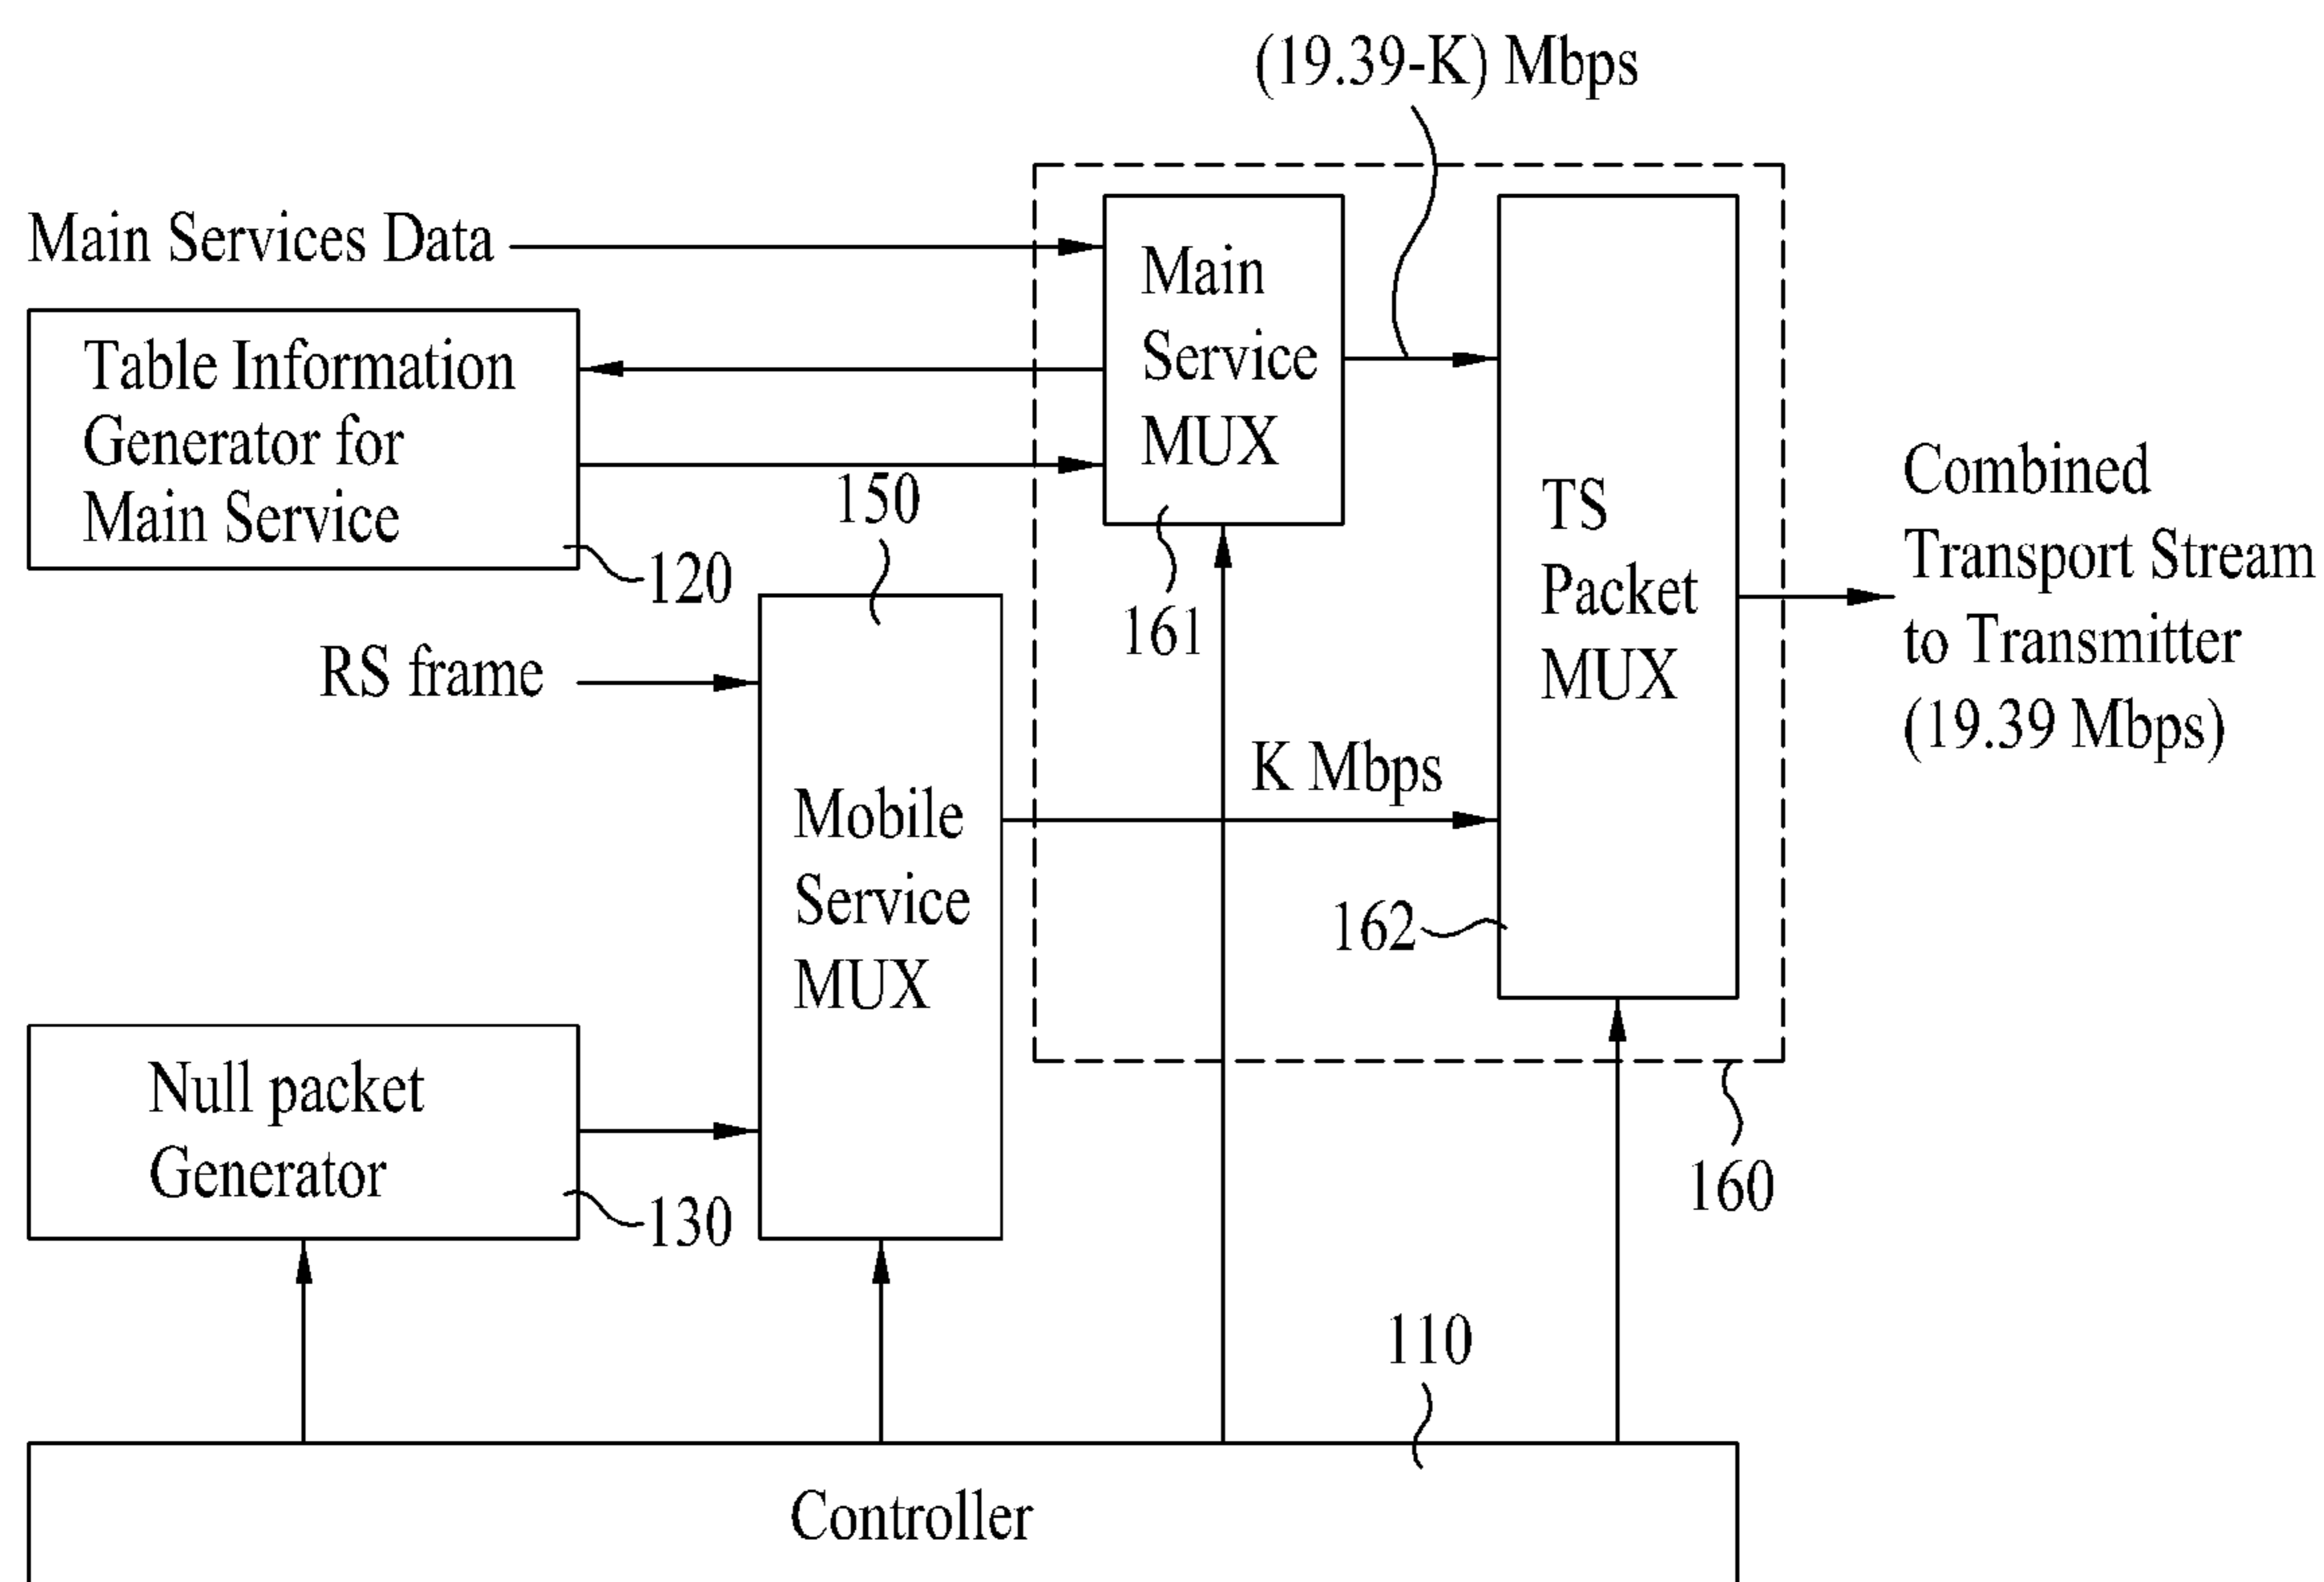 (19.39-K) Mbps
Main Services Data
Main
Service
MUX
Table Information
Generator for
Main Service
120
150
161
TS
Packet
MUX
162
Combined
Transport Stream
to Transmitter
(19.39 Mbps)
RS frame
K Mbps
Mobile
Service
MUX
Null packet
Generator
130
160
110
Controller